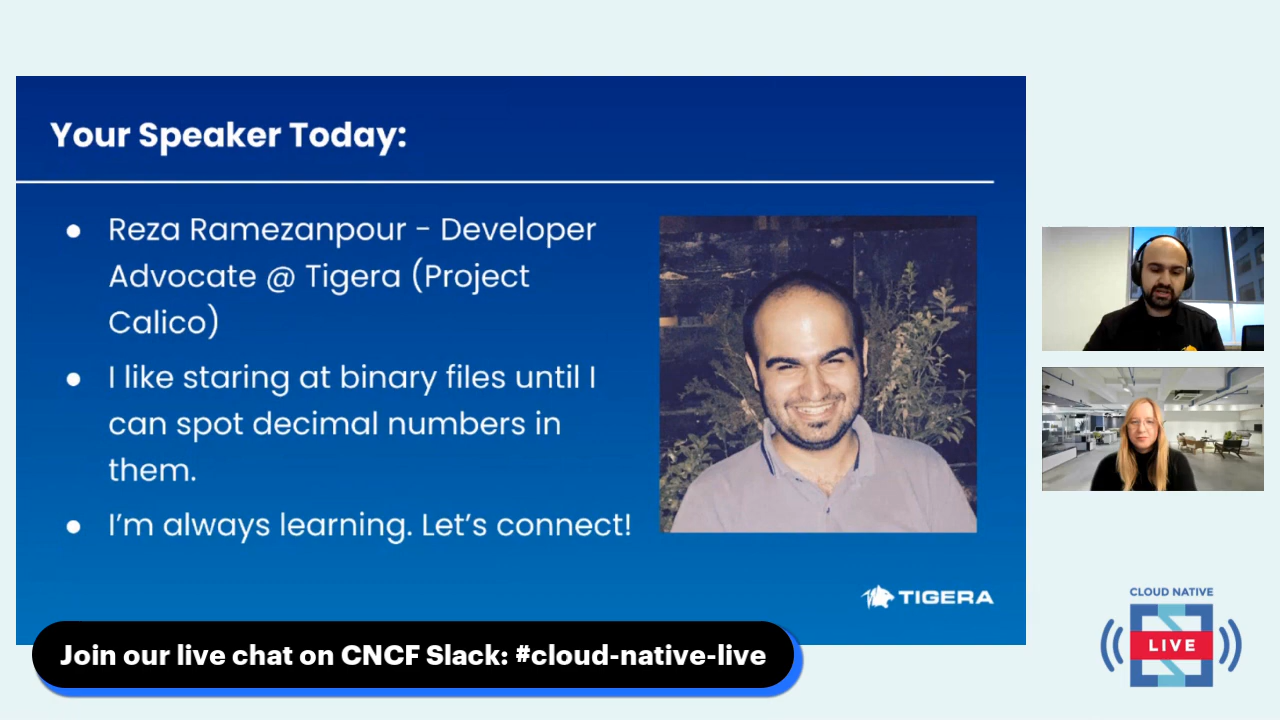 Your Speaker Today:
● Reza Ramezanpour - Developer
Advocate @ Tigera (Project
Calico)
● I like staring at binary files until I
can spot decimal numbers in
them.
● I’m always learning. Let’s connect!
TIGERA
Join our live chat on CNCF Slack: #cloud-native-live
CLOUD NATIVE
LIVE